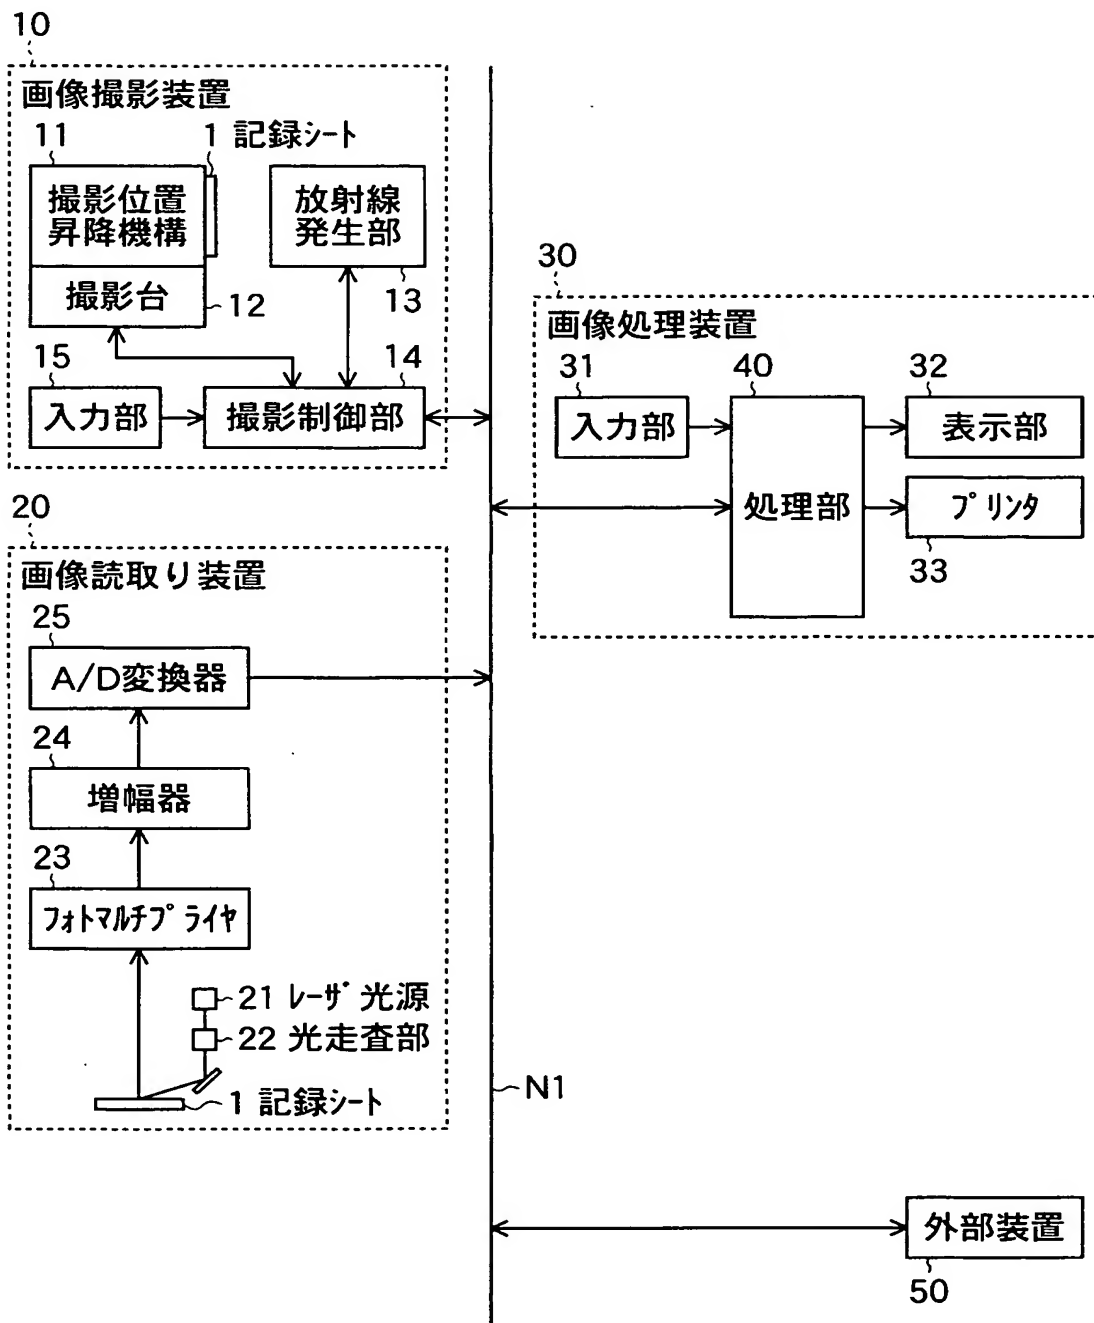 10
画像撮影装置
11
1 記録シート
撮影位置
昇降機構
放射線
発生部
撮影台
12
13
15
14
入力部
撮影制御部
20
画像読取り装置
25
A/D変換器
24
増幅器
23
フォトマルチプライヤ
21 レーザ光源
22 光走査部
1 記録シート
30
画像処理装置
31
40
32
入力部
処理部
表示部
プリンタ
33
N1
外部装置
50